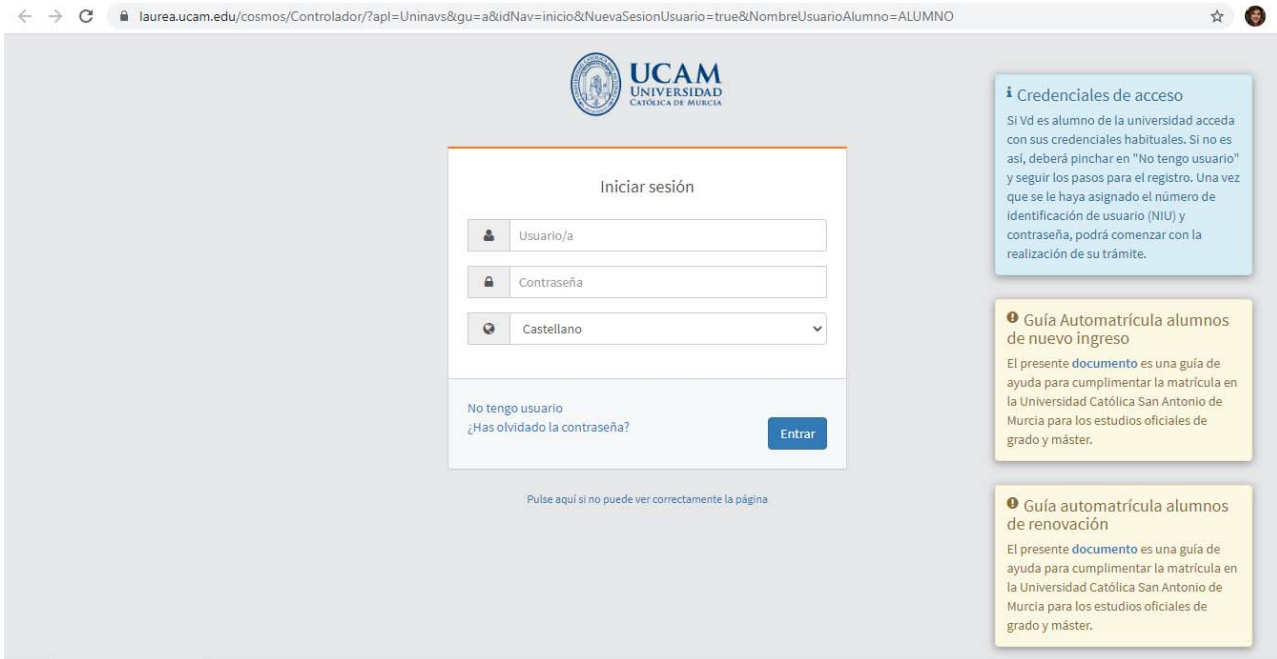 laurea.ucam.edu/cosmos/Controlador/?apl=Uninavs&gu=a&idNav=inicio&NuevaSesionUsuario=true&NombreUsuarioAlumno=ALUMNO
UCAM
UNIVERSIDAD
CATÓLICA DE MURCIA
Iniciar sesión
Usuario/a
Contraseña
Castellano
No tengo usuario
¿Has olvidado la contraseña?
Entrar
Pulse aquí si no puede ver correctamente la página
Credenciales de acceso
Si Vd es alumno de la universidad acceda
con sus credenciales habituales. Si no es
así, deberá pinchar en "No tengo usuario"
y seguir los pasos para el registro. Una vez
que se le haya asignado el número de
identificación de usuario (NIU) y
contraseña, podrá comenzar con la
realización de su trámite.
Guía Automatrícula alumnos
de nuevo ingreso
El presente documento es una guía de
ayuda para cumplimentar la matrícula en
la Universidad Católica San Antonio de
Murcia para los estudios oficiales de
grado y máster.
Guía automatrícula alumnos
de renovación
El presente documento es una guía de
ayuda para cumplimentar la matrícula en
la Universidad Católica San Antonio de
Murcia para los estudios oficiales de
grado y máster.